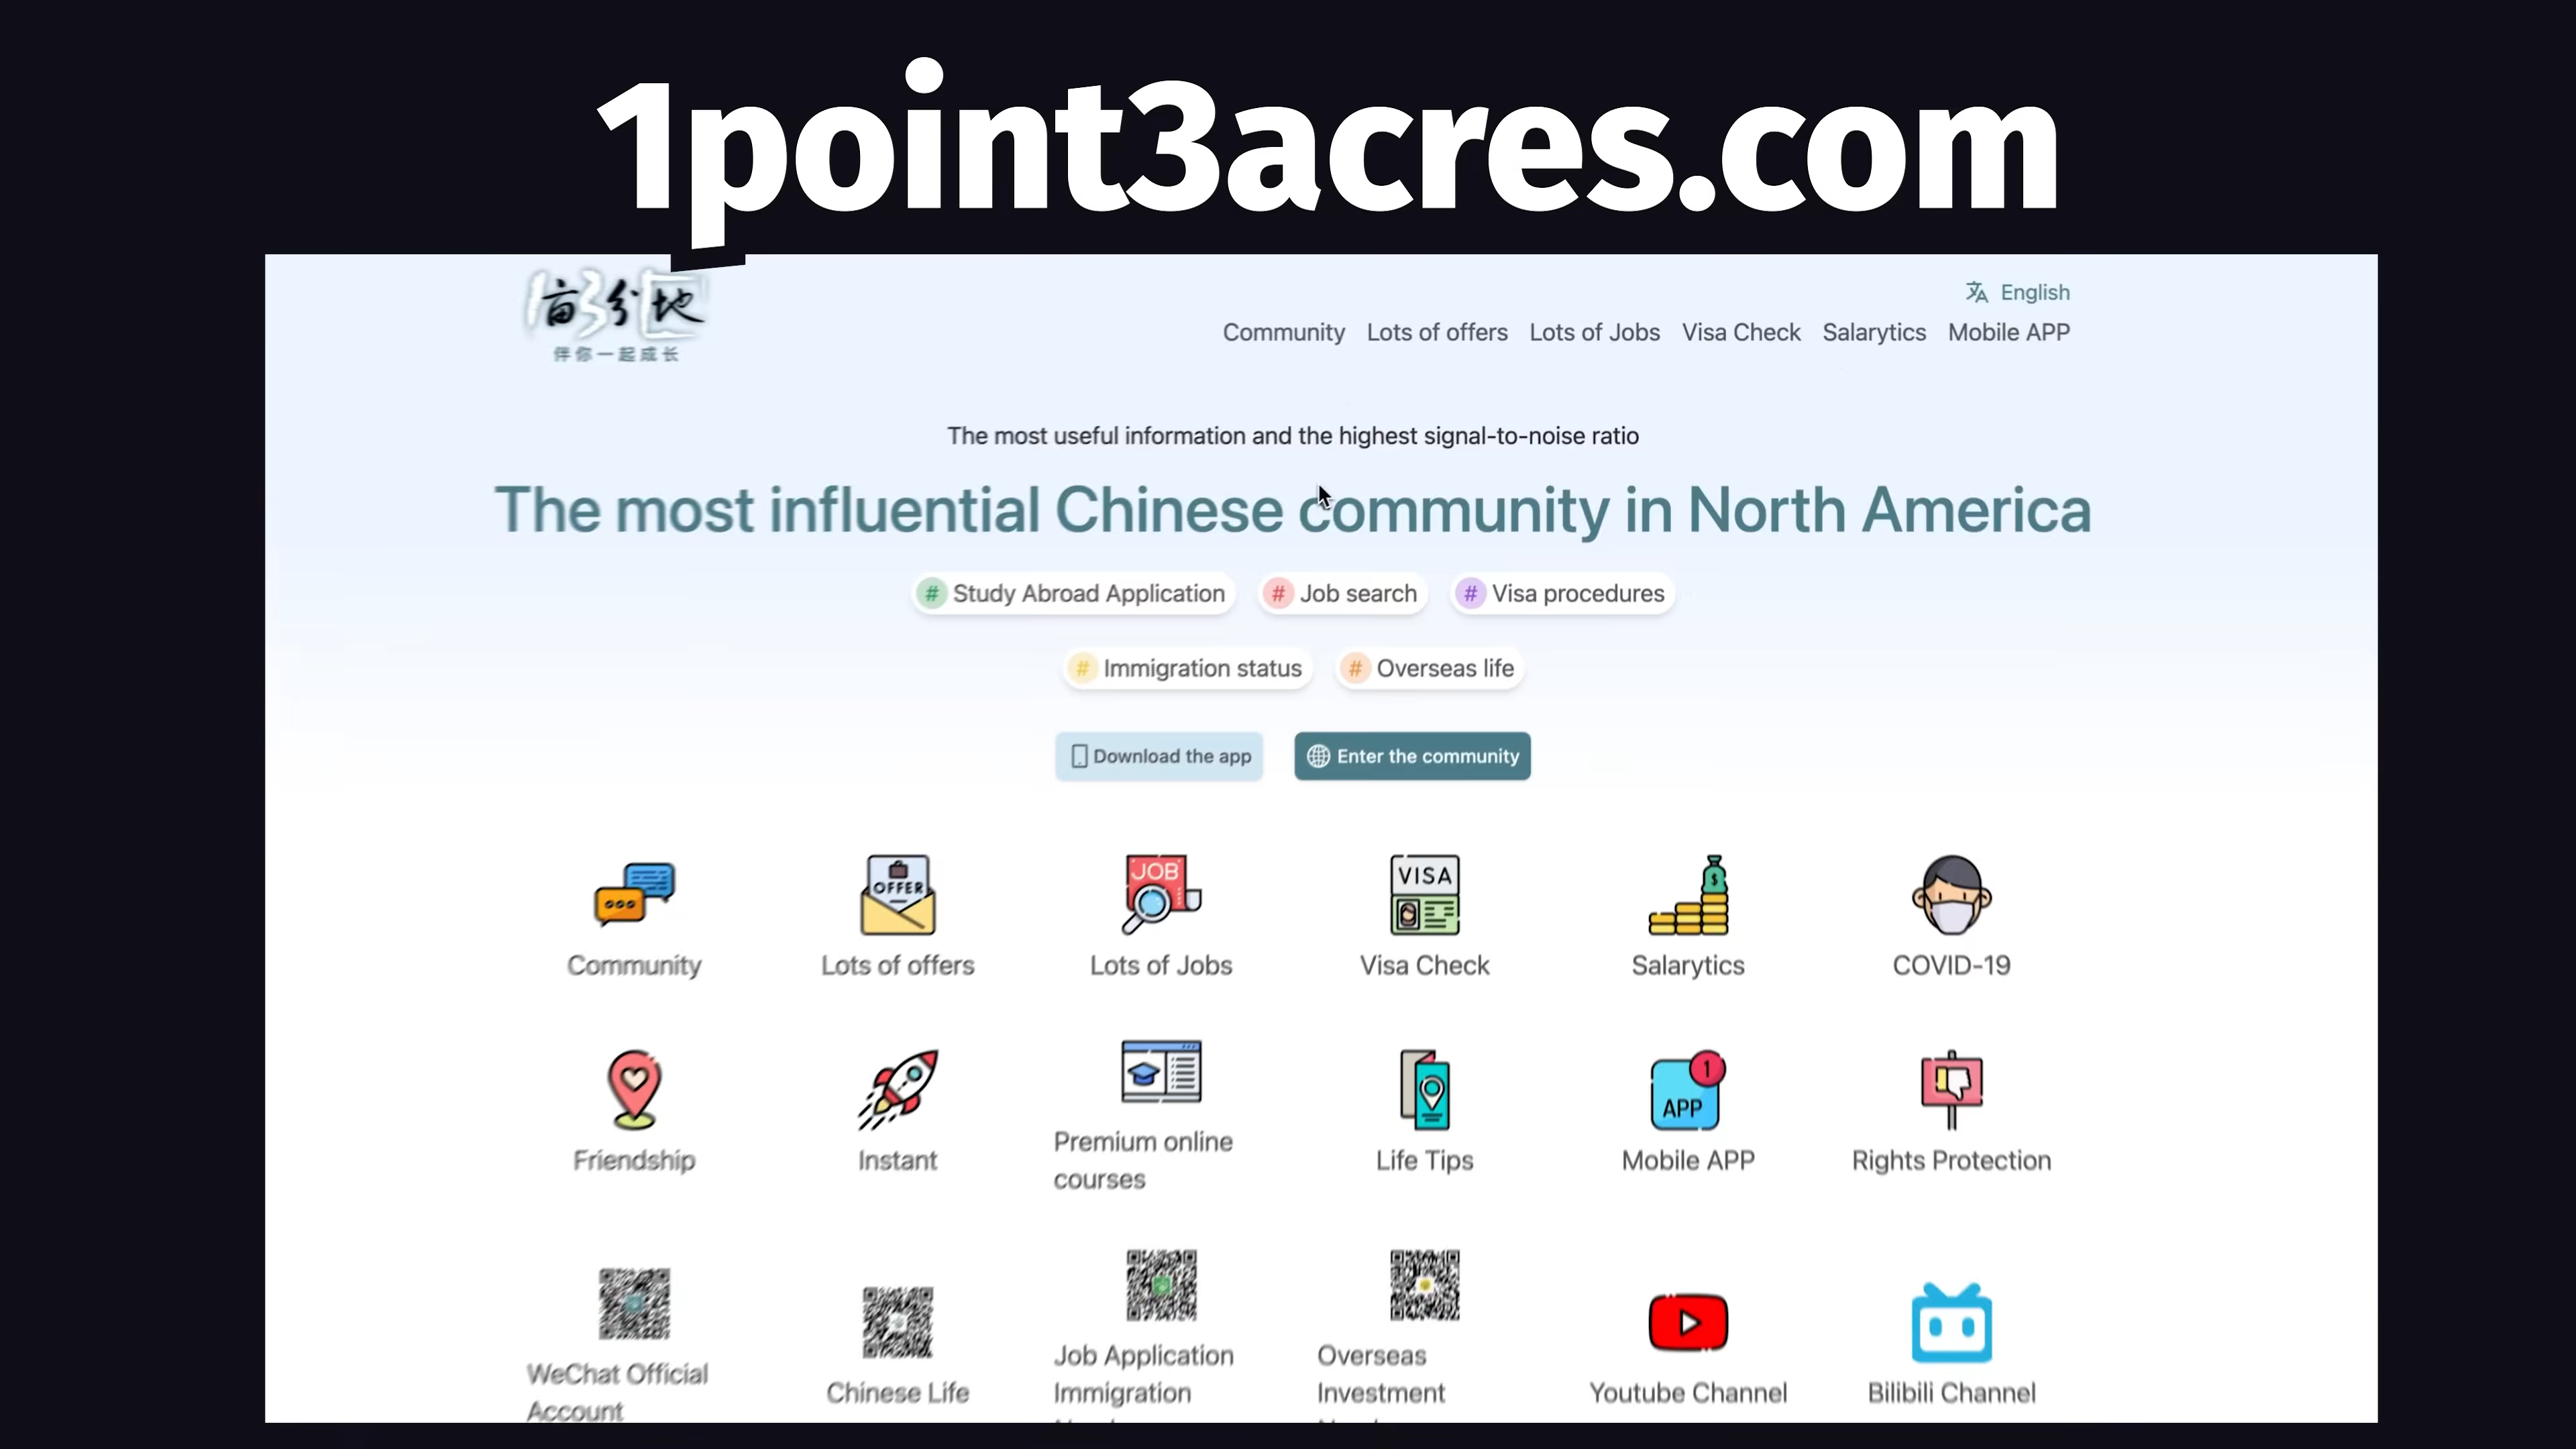 1point3acres.com
1亩3分地
伴你一起成长
English
Community Lots of offers Lots of Jobs Visa Check Salarytics Mobile APP
The most useful information and the highest signal-to-noise ratio
The most influential Chinese community in North America
# Study Abroad Application # Job search # Visa procedures
# Immigration status # Overseas life
Download the app Enter the community
OFFER JOB VISA $
Community Lots of offers Lots of Jobs Visa Check Salarytics COVID-19
1
APP
Friendship Instant Premium online courses Life Tips Mobile APP Rights Protection
WeChat Official Account
Chinese Life
Job Application Immigration
Overseas Investment
Youtube Channel
Bilibili Channel